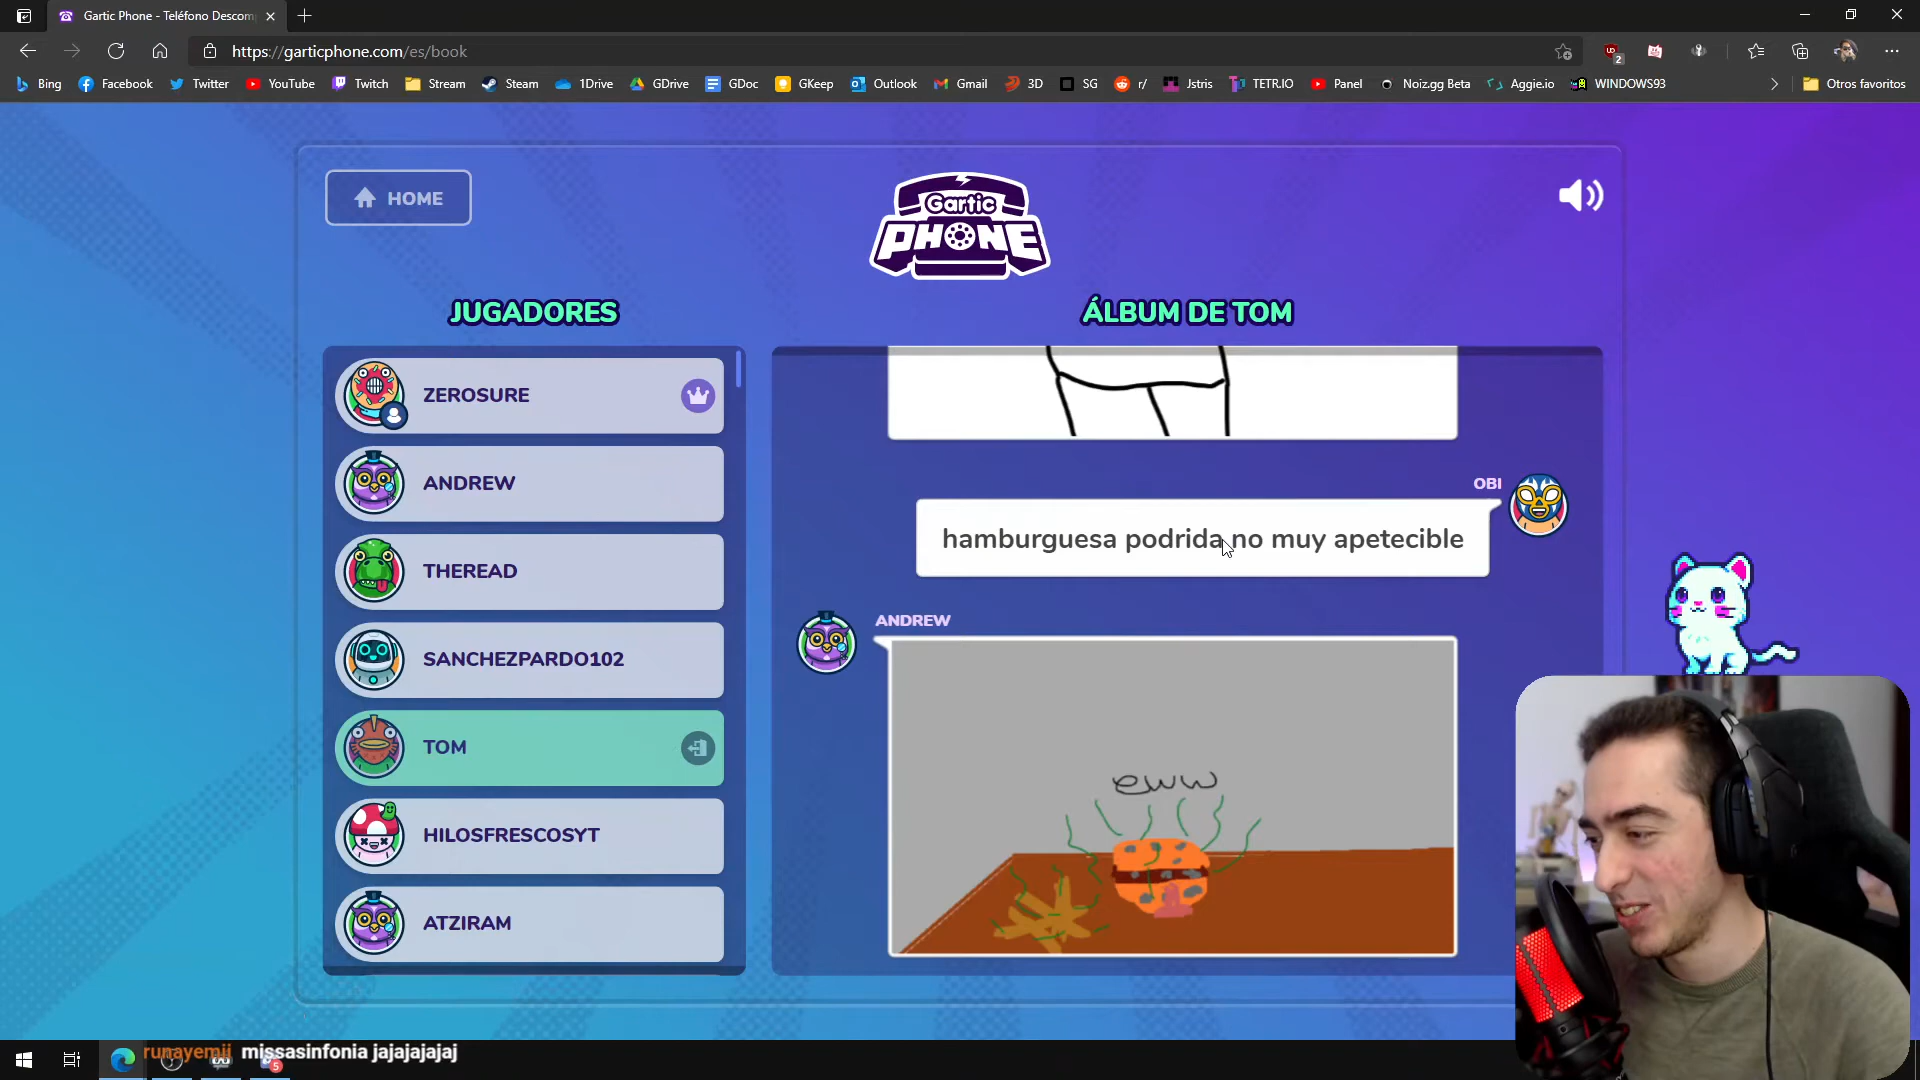 Gartic Phone - Teléfono Descom
https://garticphone.com/es/book
2
Bing
Facebook
Twitter
YouTube
Twitch
Stream
Steam
1Drive
GDrive
GDoc
GKeep
Outlook
Gmail
3D
SG
r/
Jstris
TETR.IO
Panel
Noiz.gg Beta
Aggie.io
WINDOWS93
Otros favoritos
HOME
Gartic
PHONE
JUGADORES
ÁLBUM DE TOM
ZEROSURE
ANDREW
THEREAD
SANCHEZPARDO102
TOM
HILOSFRESCOSYT
ATZIRAM
OBI
hamburguesa podrida no muy apetecible
ANDREW
eww
runayemii missasinfonia jajajajajaj
5